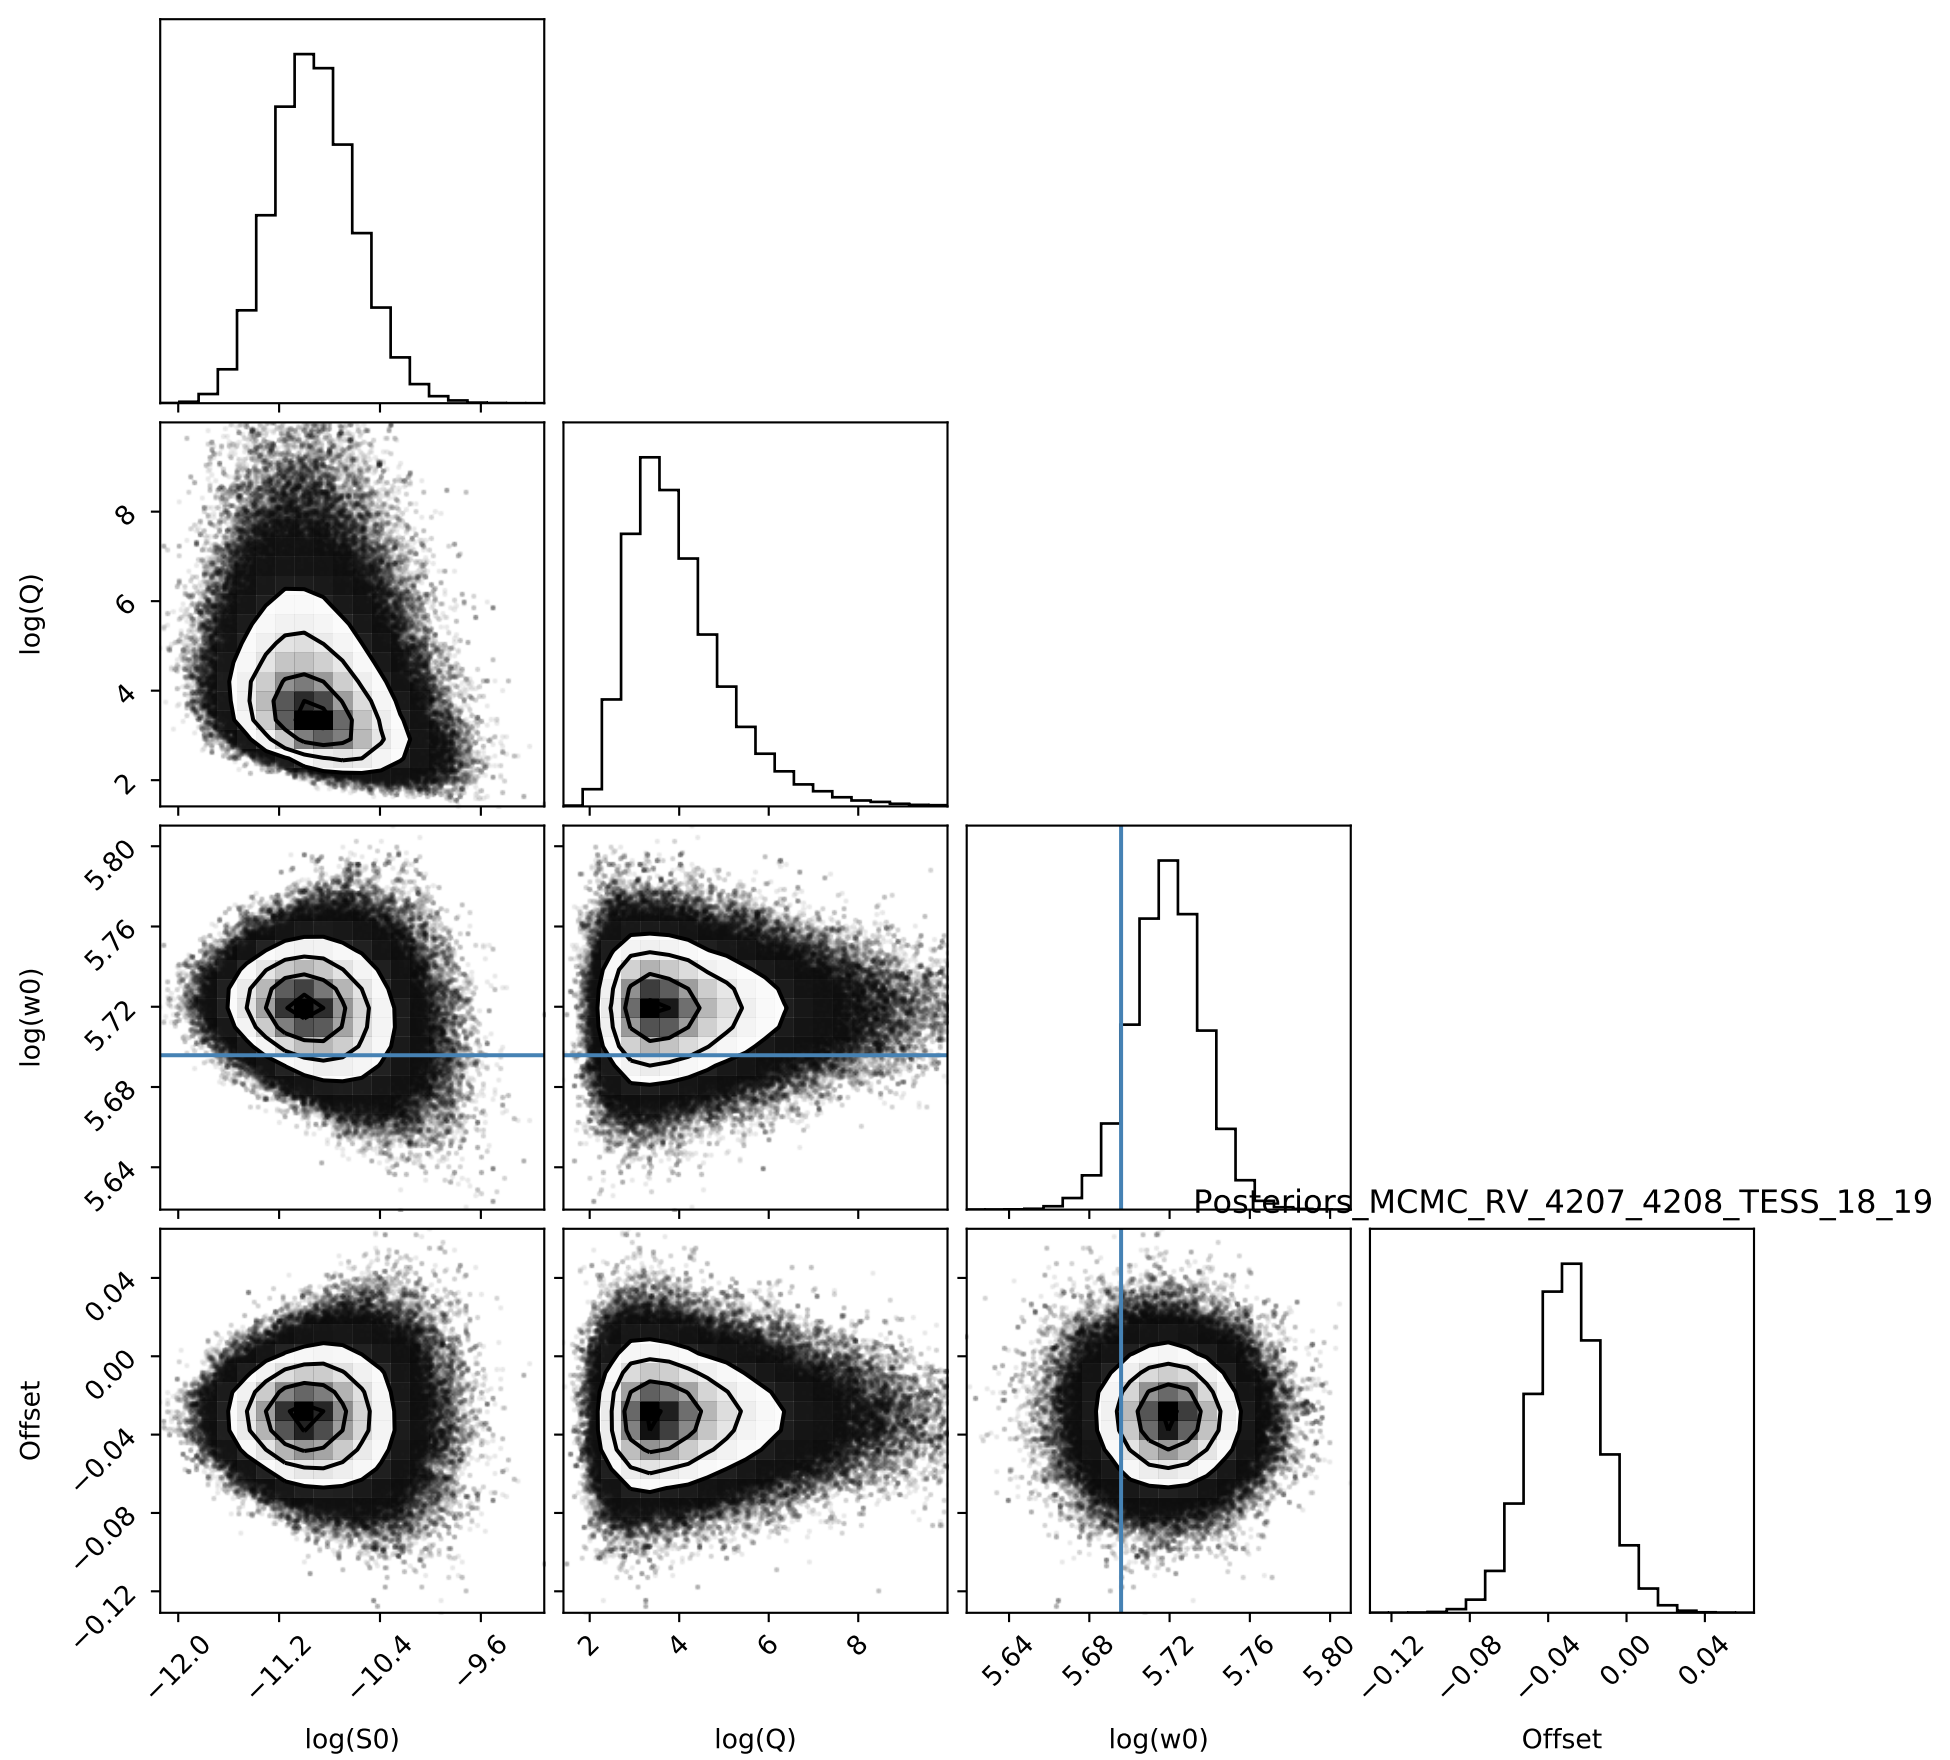 8
6
4
2
log(Q)
5.80
5.76
5.72
5.68
5.64
log(w0)
Posteriors_MCMC_RV_4207_4208_TESS_18_19
0.04
0.00
−0.04
−0.08
−0.12
Offset
−12.0 −11.2 −10.4 −9.6 2 4 6 8 5.64 5.68 5.72 5.76 5.80 −0.12 −0.08 −0.04 0.00 0.04
log(S0) log(Q) log(w0) Offset